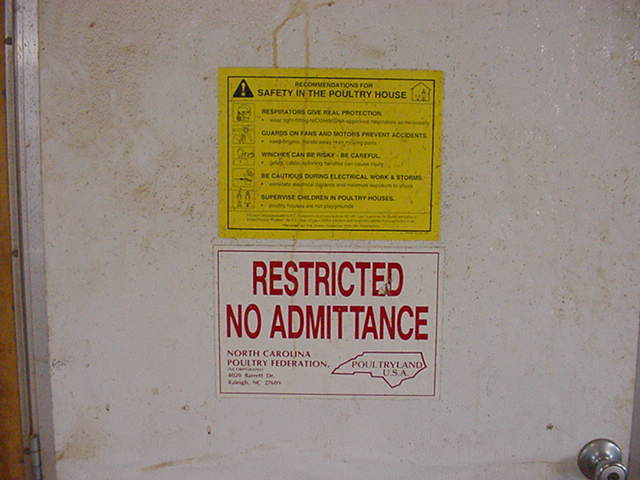 RECOMMENDATIONS FOR
SAFETY IN THE POULTRY HOUSE
RESPIRATORS GIVE REAL PROTECTION.
• wear tight-fitting NIOSH/MSHA approved respirators as necessary
GUARDS ON FANS AND MOTORS PREVENT ACCIDENTS.
• keep fingers, hands away from moving parts
WINCHES CAN BE RISKY - BE CAREFUL.
• gears, cable, spinning handles can cause injury
BE CAUTIOUS DURING ELECTRICAL WORK & STORMS.
• eliminate electrical hazards and minimize exposure to shock
SUPERVISE CHILDREN IN POULTRY HOUSES.
• poultry houses are not playgrounds
RESTRICTED
NO ADMITTANCE
NORTH CAROLINA
POULTRY FEDERATION,
INC
4020 Barrett Dr.
Raleigh, NC 27609
POULTRYLAND
U.S.A.